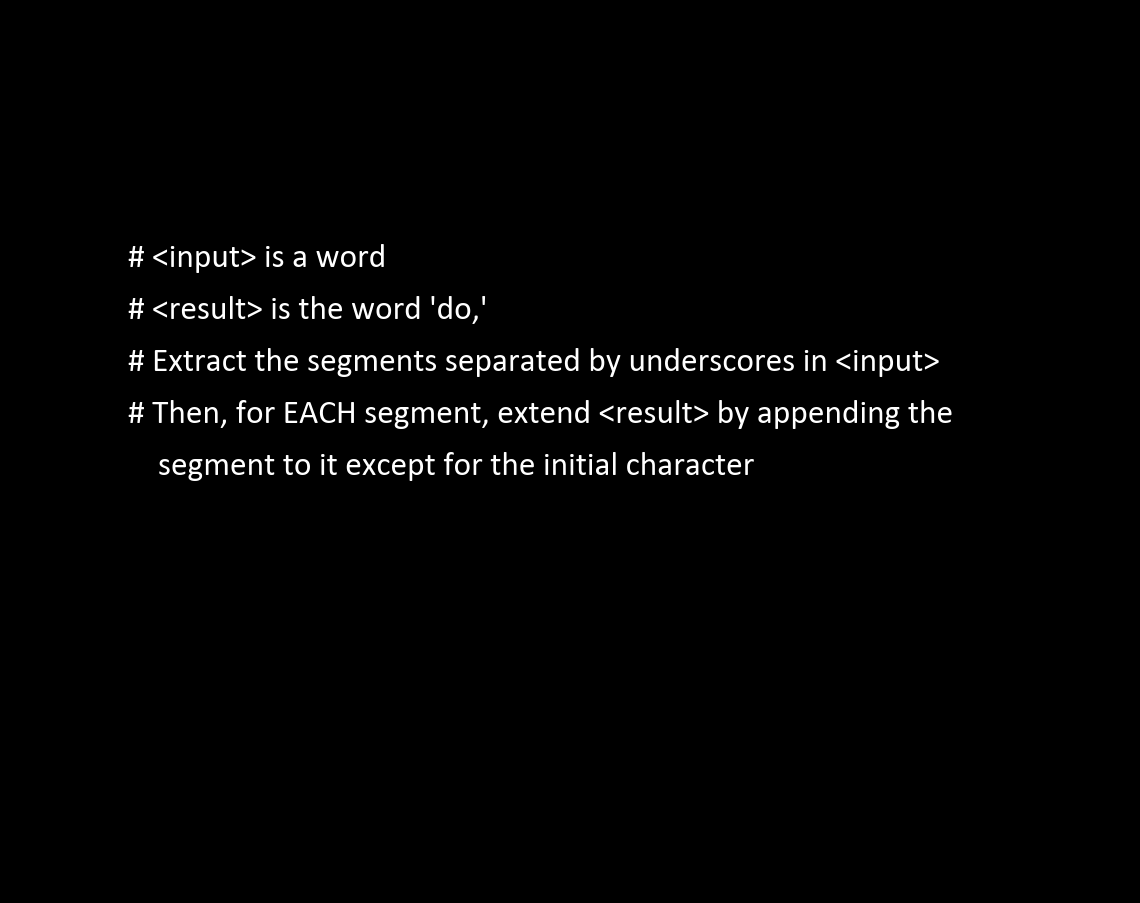 # <input> is a word
# <result> is the word 'do,'
# Extract the segments separated by underscores in <input>
# Then, for EACH segment, extend <result> by appending the
segment to it except for the initial character